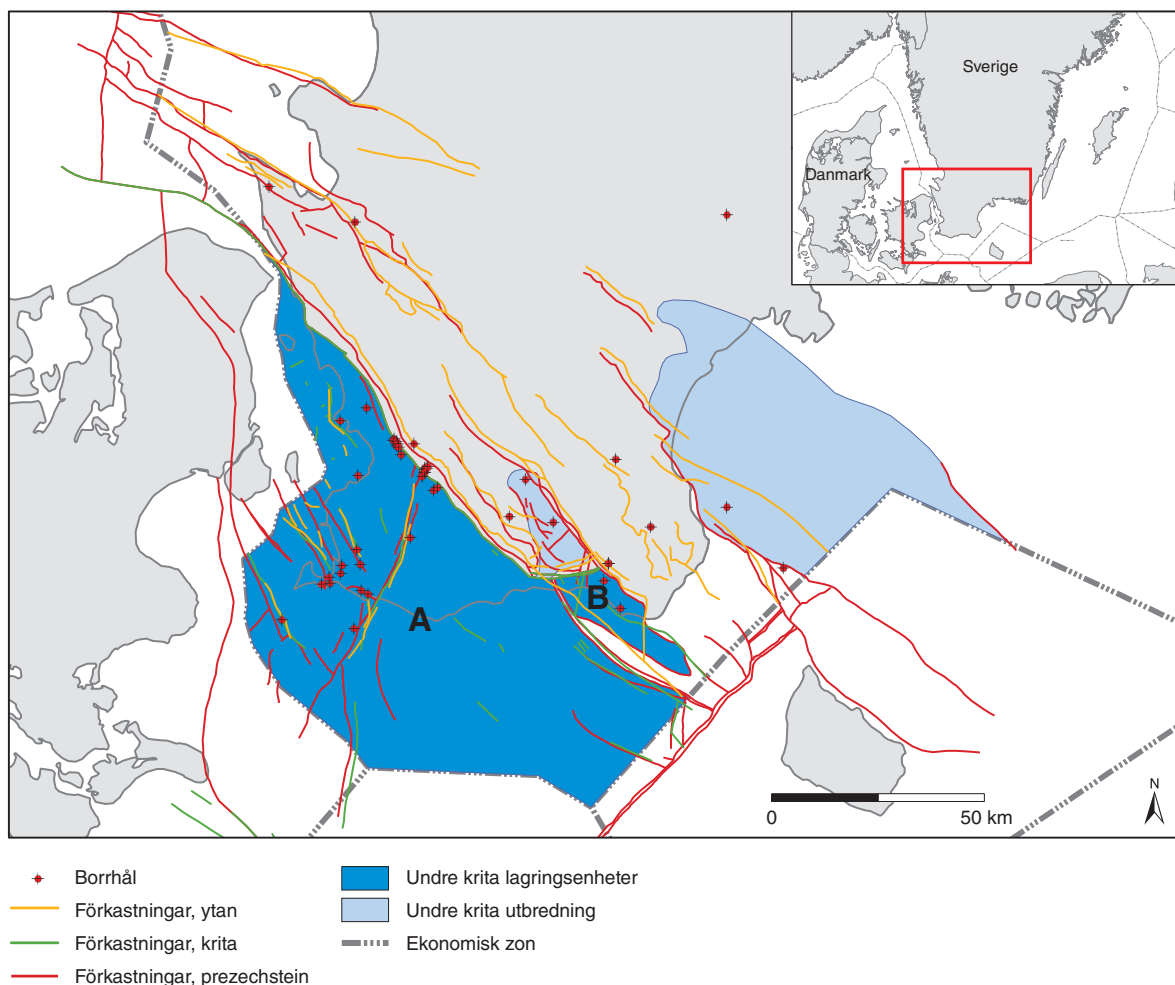 Sverige
Danmark
A
B
N
0 50 km
Borrhål
Förkastningar, ytan
Förkastningar, krita
Förkastningar, prezechstein
Undre krita lagringsenheter
Undre krita utbredning
Ekonomisk zon